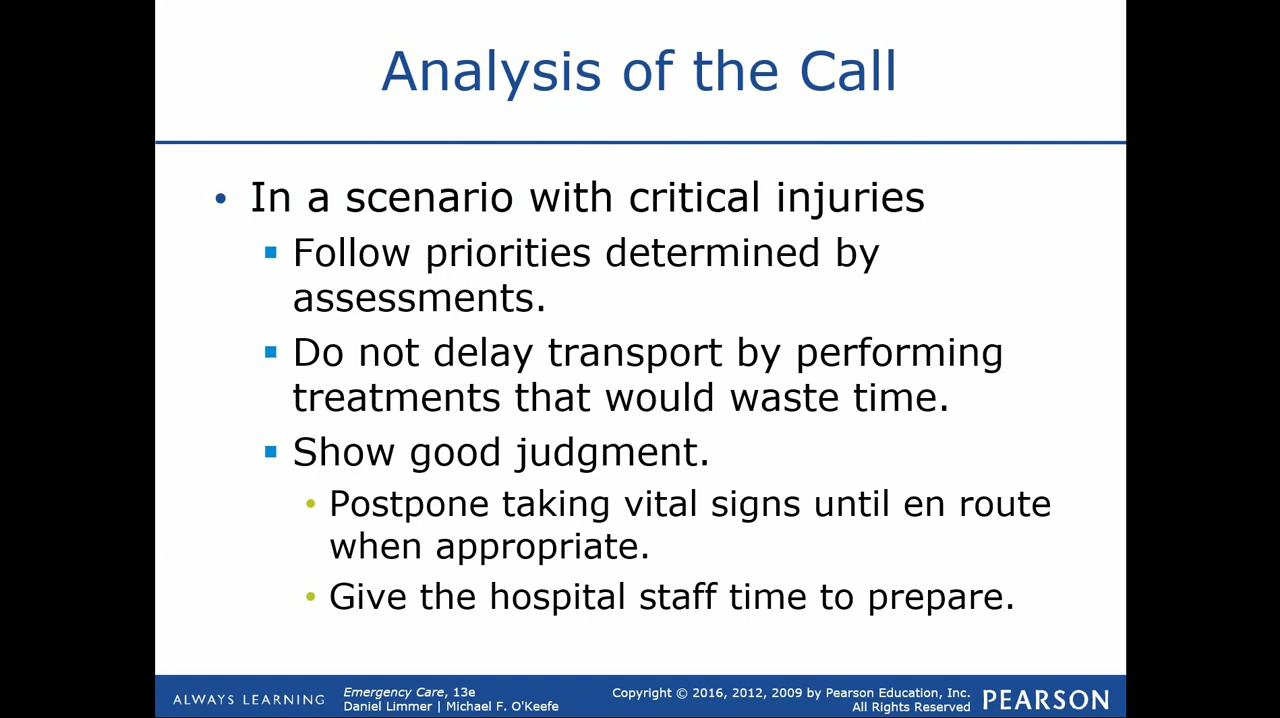 Analysis of the Call
• In a scenario with critical injuries
▪ Follow priorities determined by
assessments.
▪ Do not delay transport by performing
treatments that would waste time.
▪ Show good judgment.
• Postpone taking vital signs until en route
when appropriate.
• Give the hospital staff time to prepare.
ALWAYS LEARNING
Emergency Care, 13e
Daniel Limmer | Michael F. O'Keefe
Copyright © 2016, 2012, 2009 by Pearson Education, Inc.
All Rights Reserved
PEARSON